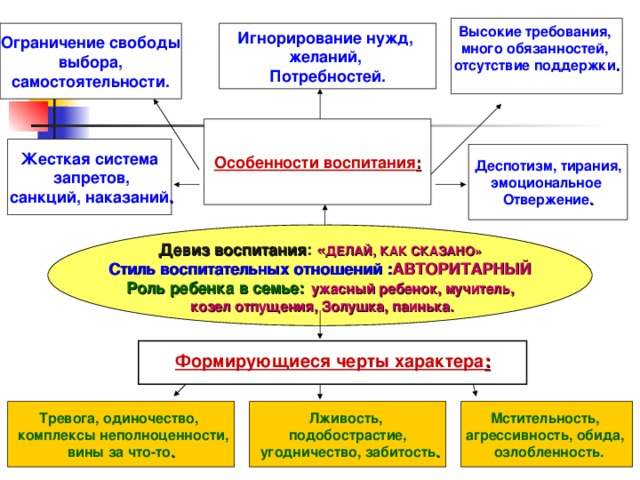 Ограничение свободы
выбора,
самостоятельности.
Игнорирование нужд,
желаний,
Потребностей.
Высокие требования,
много обязанностей,
отсутствие поддержки.
Жесткая система
запретов,
санкций, наказаний.
Особенности воспитания:
Деспотизм, тирания,
эмоциональное
Отвержение.
Девиз воспитания: «ДЕЛАЙ, КАК СКАЗАНО»
Стиль воспитательных отношений :АВТОРИТАРНЫЙ
Роль ребенка в семье: ужасный ребенок, мучитель,
козел отпущения, Золушка, паинька.
Формирующиеся черты характера:
Тревога, одиночество,
комплексы неполноценности,
вины за что-то.
Лживость,
подобострастие,
угодничество, забитость.
Мстительность,
агрессивность, обида,
озлобленность.